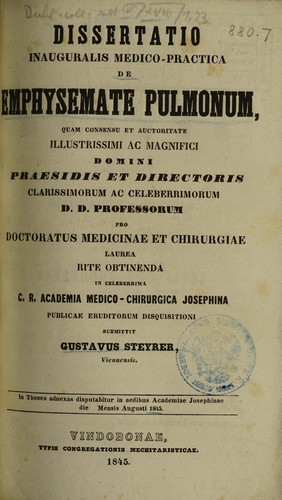 880.7
DISSERTATIO
INAUGURALIS MEDICO-PRACTICA
DE
EMPHYSEMATE PULMONUM,
QUAM CONSENSU ET AUCTORITATE
ILLUSTRISSIMI AC MAGNIFICI
DOMINI
PRAESIDIS ET DIRECTORIS
CLARISSIMORUM AC CELEBERRIMORUM
D. D. PROFESSORUM
PRO
DOCTORATUS MEDICINAE ET CHIRURGIAE
LAUREA
RITE OBTINENDA
IN CELEBERRIMA
C. R. ACADEMIA MEDICO-CHIRURGICA JOSEPHINA
PUBLICAE ERUDITORUM DISQUISITIONI
SUBMITTIT
GUSTAVUS STEYRER,
Viennensis.
In Theses adnexas disputabitur in aedibus Academiae Josephinae
die Mensis Augusti 1845.
VINDOBONAE,
TYPIS CONGREGATIONIS MECHITARISTICAE.
1845.